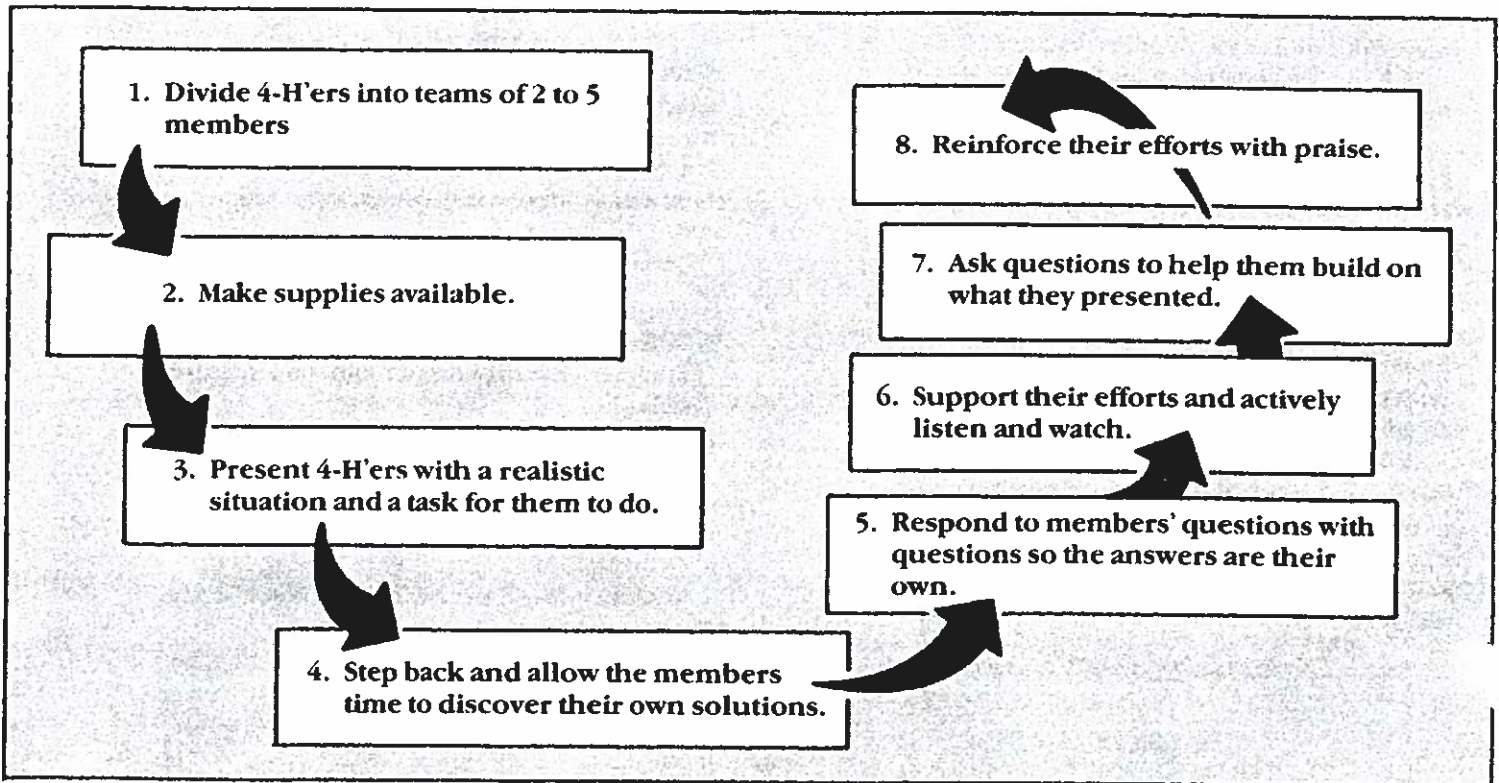 1. Divide 4-H'ers into teams of 2 to 5
members
2. Make supplies available.
3. Present 4-H'ers with a realistic
situation and a task for them to do.
4. Step back and allow the members
time to discover their own solutions.
5. Respond to members' questions with
questions so the answers are their
own.
6. Support their efforts and actively
listen and watch.
7. Ask questions to help them build on
what they presented.
8. Reinforce their efforts with praise.